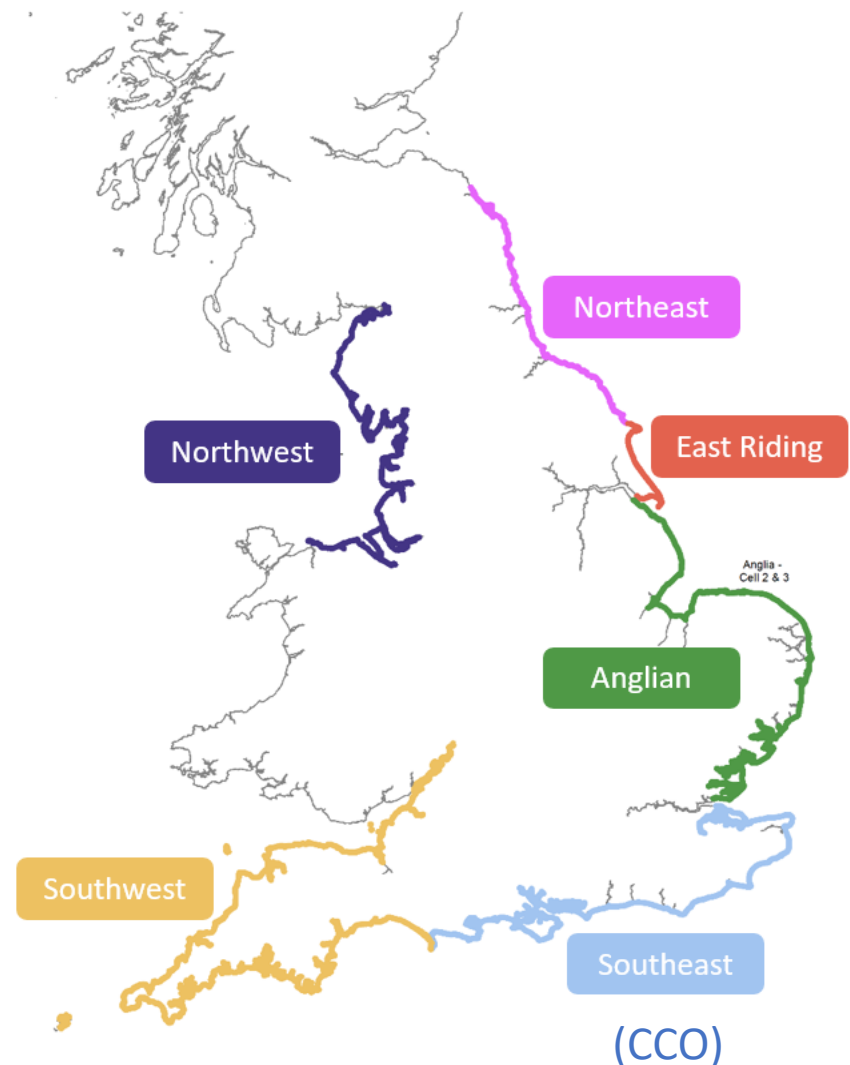 Northeast
East Riding
Northwest
Anglia -
Cell 2 & 3
Anglian
Southwest
Southeast
(CCO)